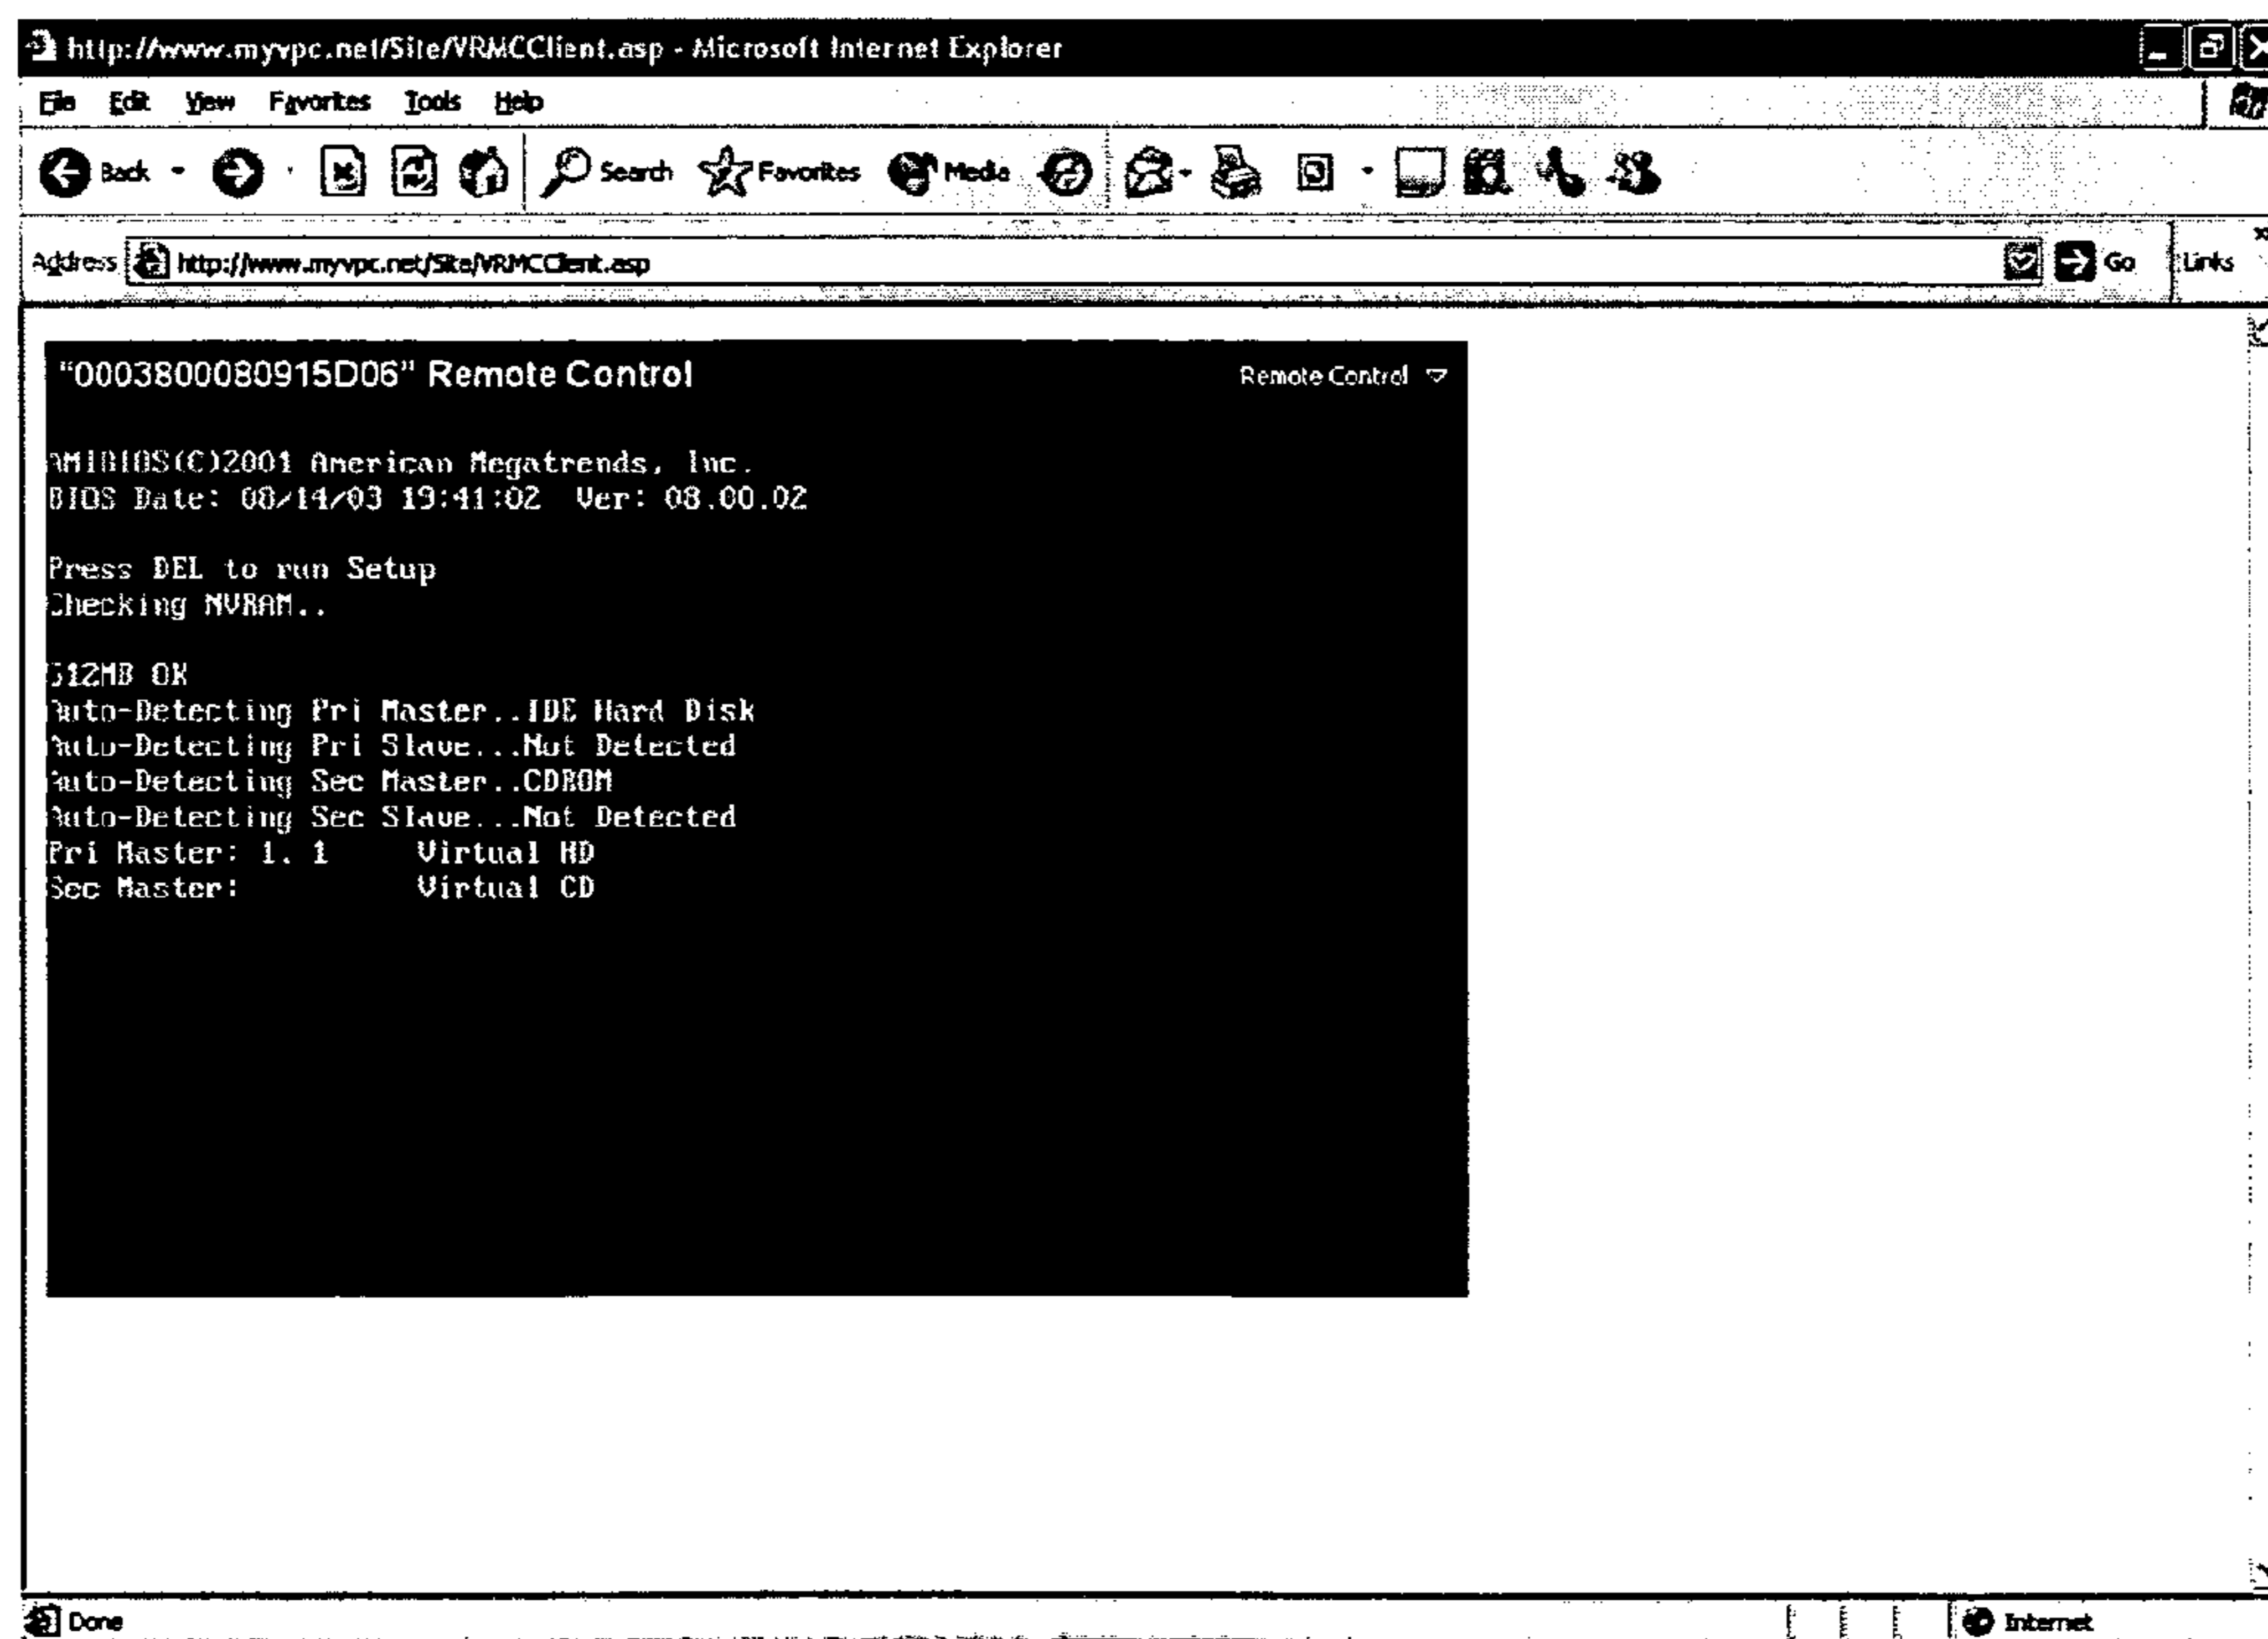 http://www.myvpc.net/Site/VRMCClient.asp - Microsoft Internet Explorer
File Edit View Favorites Tools Help
Back Search Favorites Media
Address http://www.myvpc.net/Site/VRMCClient.asp Go Links
"0003800080915D06" Remote Control Remote Control
AMIBIOS(C)2001 American Megatrends, Inc.
BIOS Date: 08/14/03 19:41:02 Ver: 08.00.02
Press DEL to run Setup
Checking NVRAM..
512MB OK
Auto-Detecting Pri Master..IDE Hard Disk
Auto-Detecting Pri Slave...Not Detected
Auto-Detecting Sec Master..CDROM
Auto-Detecting Sec Slave...Not Detected
Pri Master: 1. 1 Virtual HD
Sec Master: Virtual CD
Done Internet